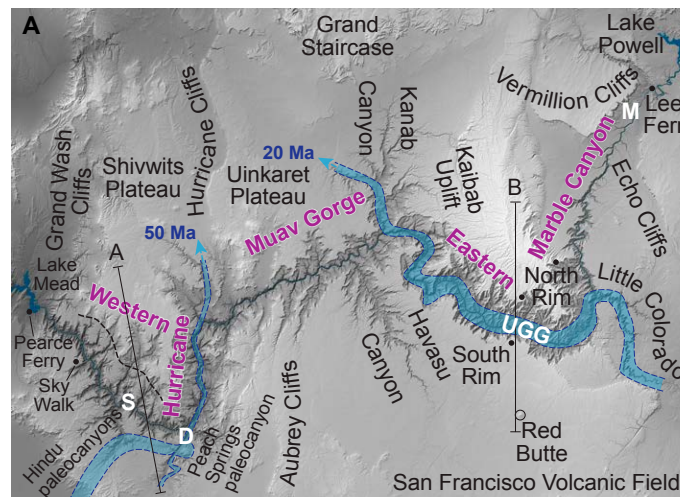 A
Grand
Staircase
Lake
Powell
Vermillion Cliffs
M
Lee
Ferr
Hurricane Cliffs
Canyon
Kanab
Grand Wash
Cliffs
Shivwits
Plateau
20 Ma
Uinkaret
Plateau
Kaibab
Uplift
B
Marble Canyon
Echo Cliffs
50 Ma
Muav Gorge
A
Eastern
North
Rim
Little Colorado
Lake
Mead
Western
Hurricane
Pearce
Ferry
Sky
Walk
UGG
South
Rim
Havasu
Canyon
S
D
Hindu
paleocanyons
Peach
Springs
paleocanyon
Aubrey Cliffs
Red
Butte
San Francisco Volcanic Field